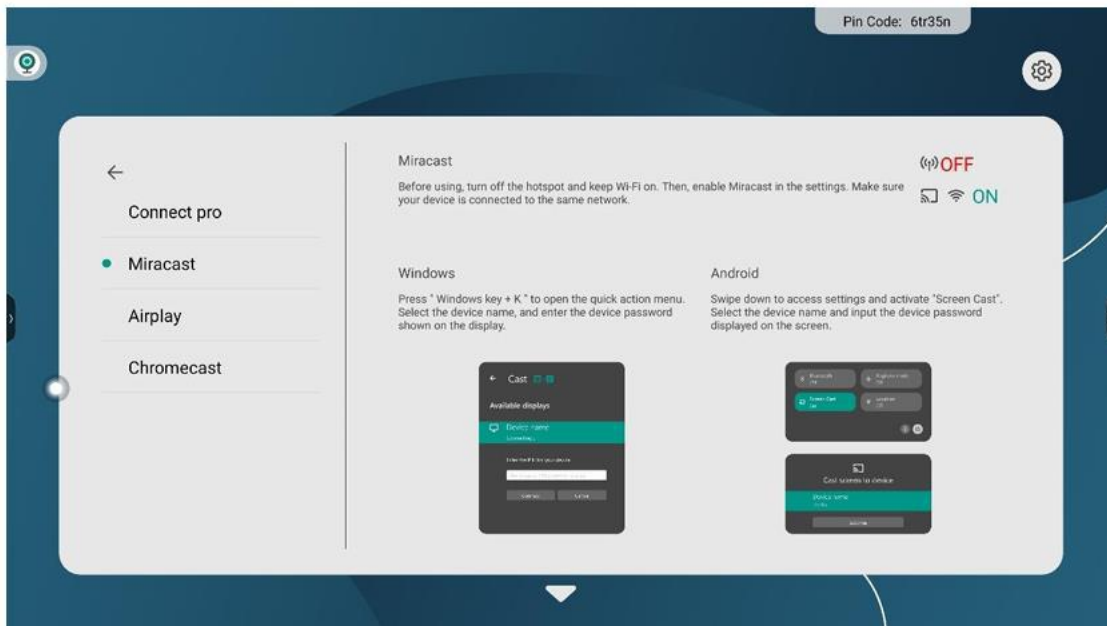 Pin Code: 6tr35n
Connect pro
Miracast
Airplay
Chromecast
Miracast
Before using, turn off the hotspot and keep Wi-Fi on. Then, enable Miracast in the settings. Make sure
your device is connected to the same network.
OFF
ON
Windows
Press " Windows key + K " to open the quick action menu.
Select the device name, and enter the device password
shown on the display.
Cast
Available displays
Device name
Android
Swipe down to access settings and activate "Screen Cast".
Select the device name and input the device password
displayed on the screen.
Bluetooth
Screen Cast
Location
Cast screen to device
Device name